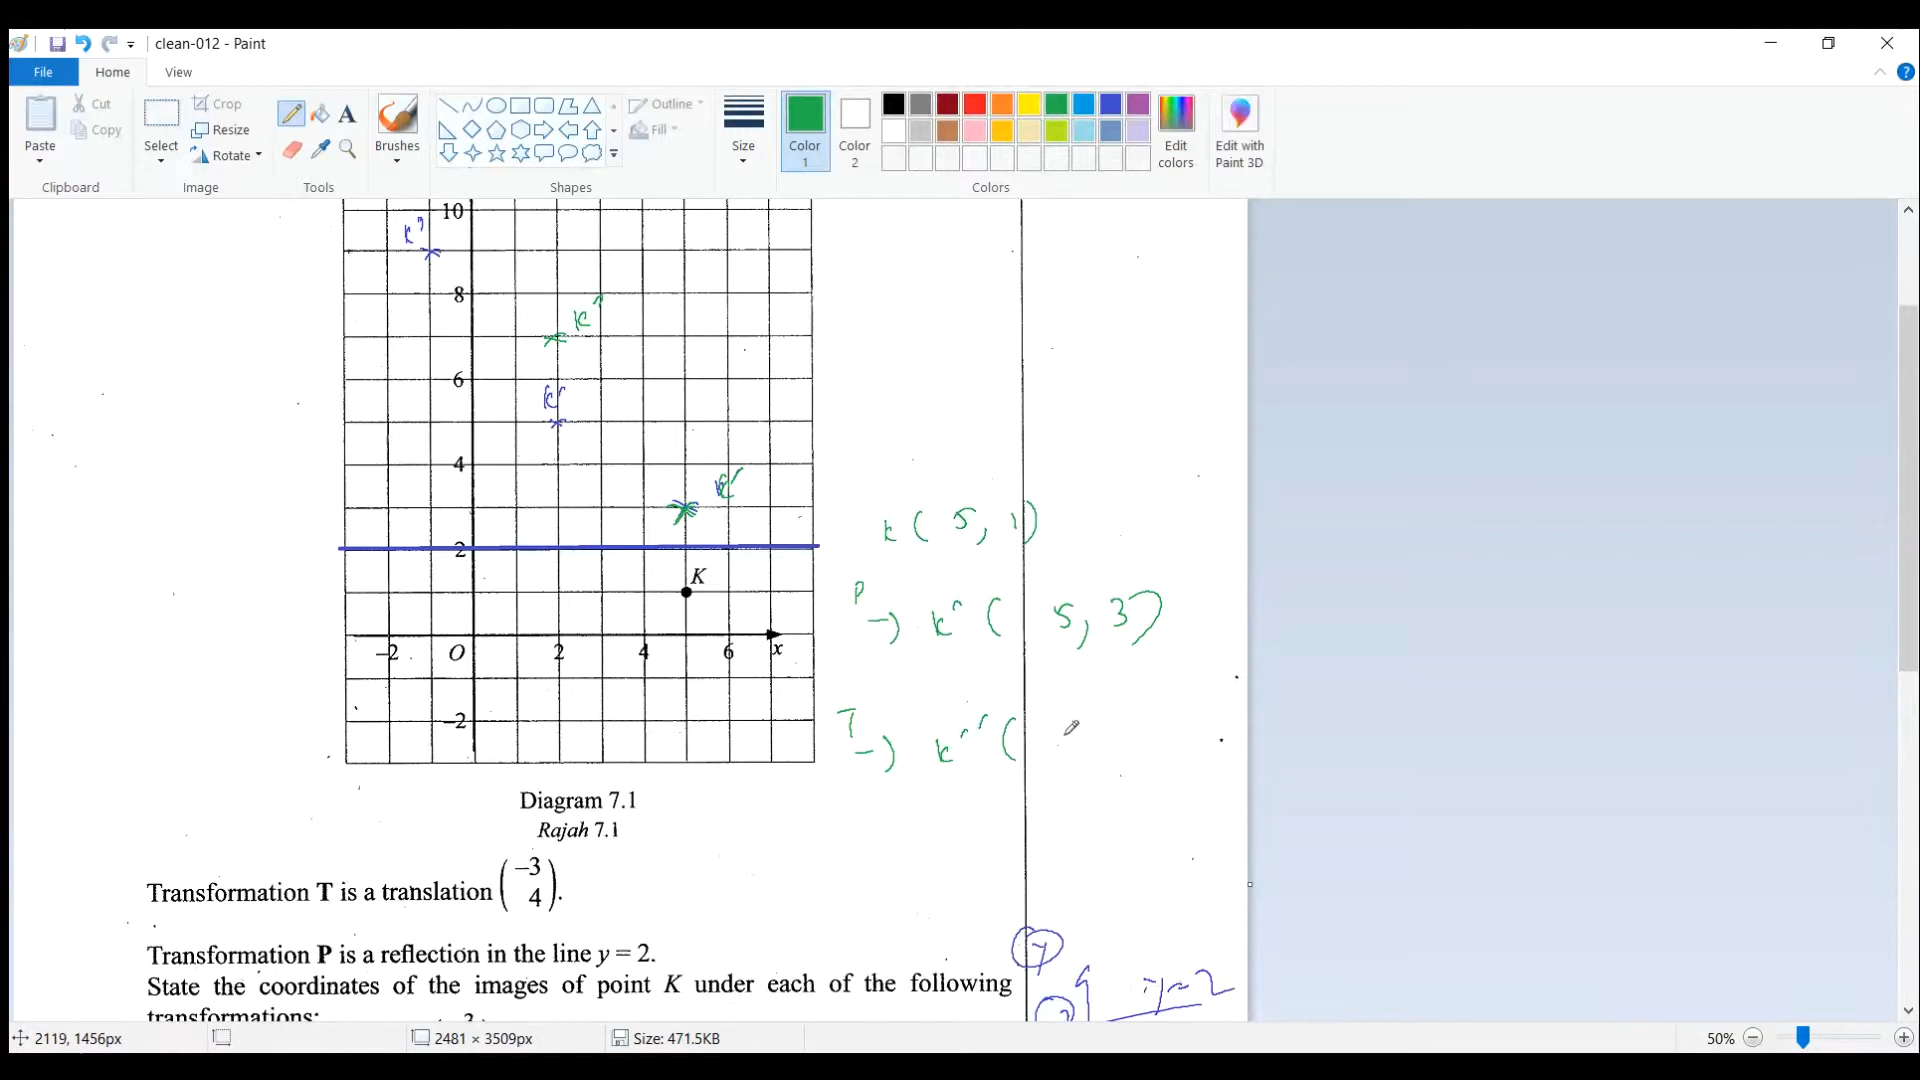 clean-012 - Paint
File Home View
Paste
Cut
Copy
Clipboard
Select
Crop
Resize
Rotate
Image
Tools
Brushes
Shapes
Outline
Fill
Size
Color 1
Color 2
Colors
Edit colors
Edit with Paint 3D
10
8
6
4
2
-2 O 2 4 6 x
-2
K
k (5, 1)
P
→ k' ( 5, 3)
T
→ k'' (
Diagram 7.1
Rajah 7.1
Transformation T is a translation (-3 4).
Transformation P is a reflection in the line y = 2.
State the coordinates of the images of point K under each of the following
transformations:
2119, 1456px
2481 × 3509px
Size: 471.5KB
50%